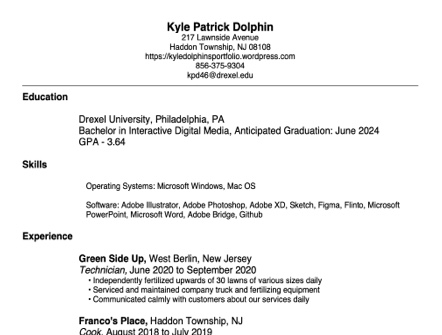 Kyle Patrick Dolphin
217 Lawnside Avenue
Haddon Township, NJ 08108
https://kyledolphinsportfolio.wordpress.com
856-375-9304
kpd46@drexel.edu
Education
Drexel University, Philadelphia, PA
Bachelor in Interactive Digital Media, Anticipated Graduation: June 2024
GPA - 3.64
Skills
Operating Systems: Microsoft Windows, Mac OS
Software: Adobe Illustrator, Adobe Photoshop, Adobe XD, Sketch, Figma, Flinto, Microsoft
PowerPoint, Microsoft Word, Adobe Bridge, Github
Experience
Green Side Up, West Berlin, New Jersey
Technician, June 2020 to September 2020
• Independently fertilized upwards of 30 lawns of various sizes daily
• Serviced and maintained company truck and fertilizing equipment
• Communicated calmly with customers about our services daily
Franco's Place, Haddon Township, NJ
Cook, August 2018 to July 2019